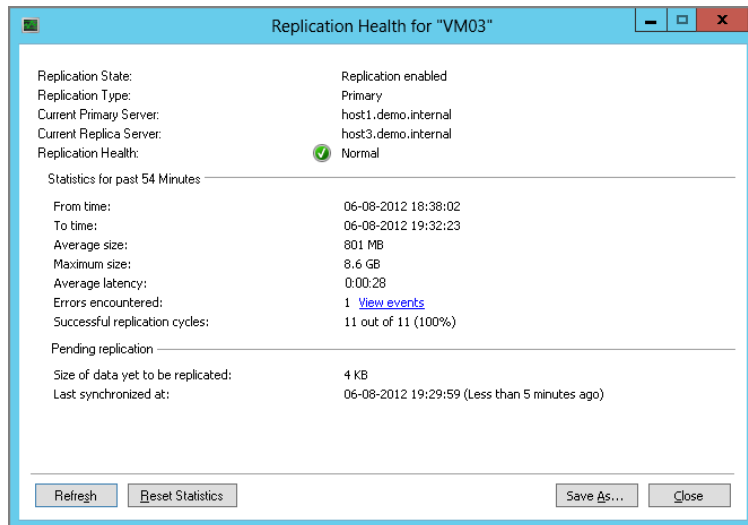 Replication Health for "VM03"
Replication State: Replication enabled
Replication Type: Primary
Current Primary Server: host1.demo.internal
Current Replica Server: host3.demo.internal
Replication Health: Normal
Statistics for past 54 Minutes
From time: 06-08-2012 18:38:02
To time: 06-08-2012 19:32:23
Average size: 801 MB
Maximum size: 8.6 GB
Average latency: 0:00:28
Errors encountered: 1 View events
Successful replication cycles: 11 out of 11 (100%)
Pending replication
Size of data yet to be replicated: 4 KB
Last synchronized at: 06-08-2012 19:29:59 (Less than 5 minutes ago)
Refresh Reset Statistics Save As... Close